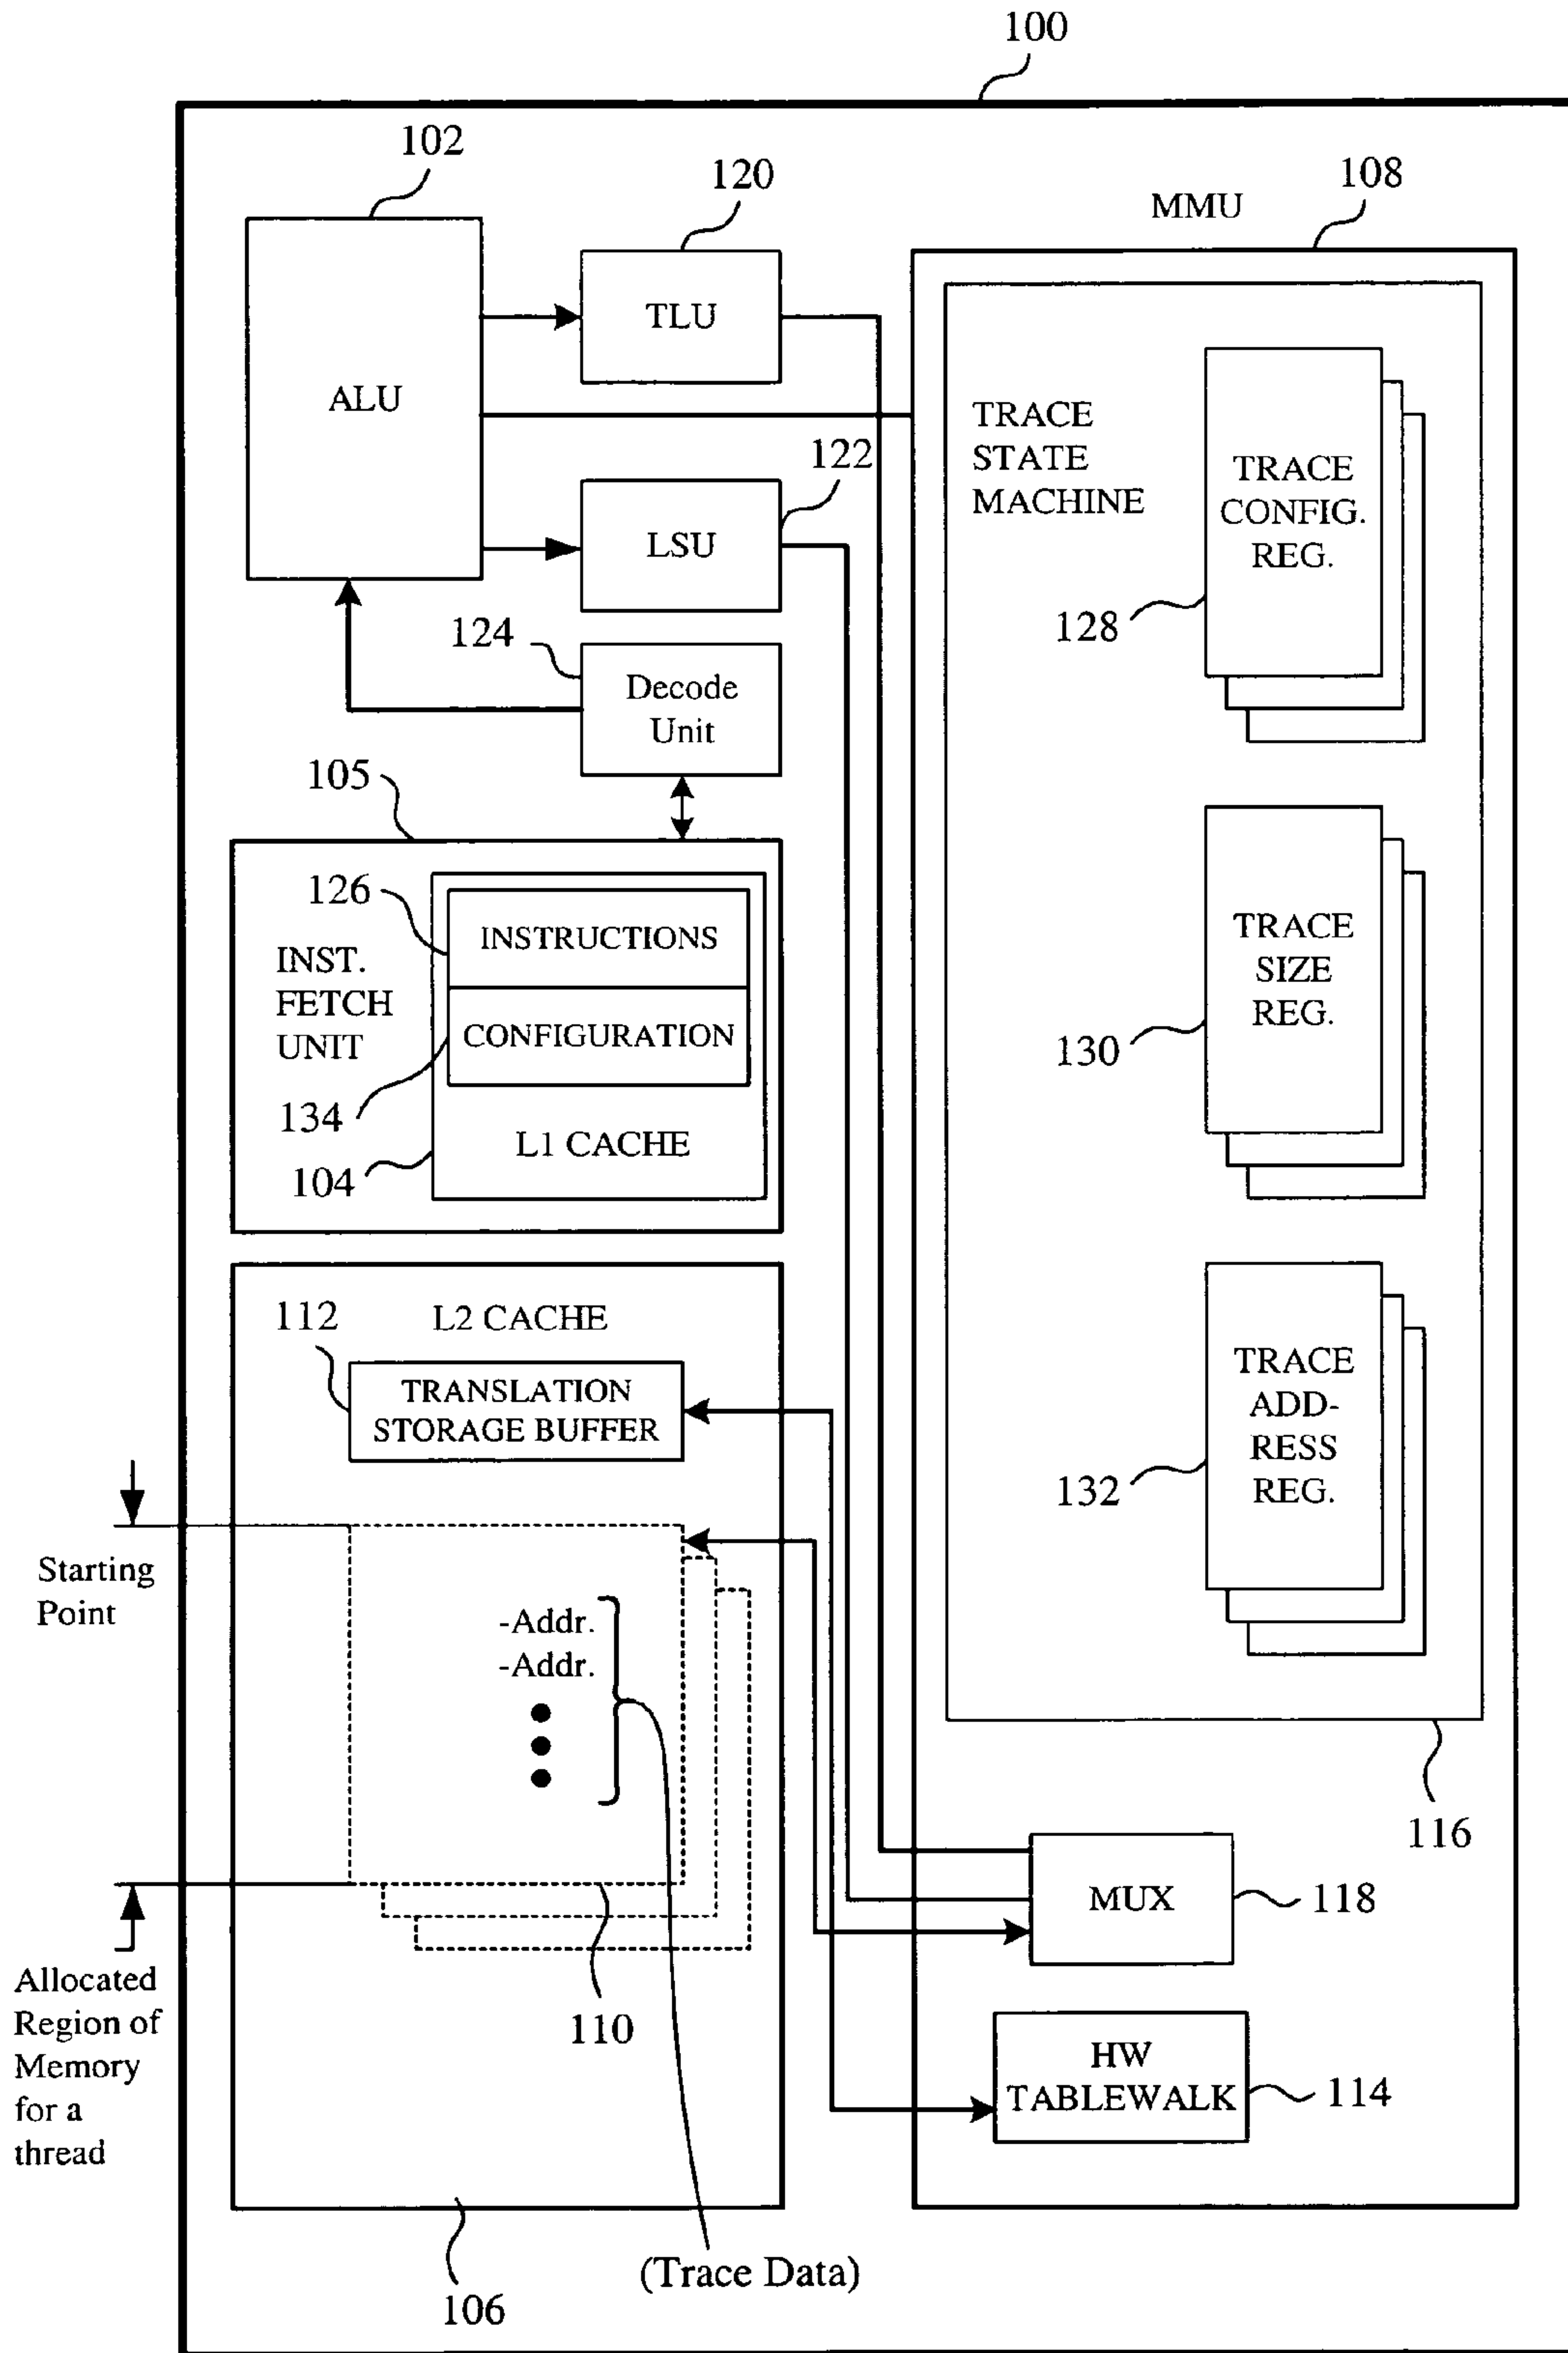 100
102
120
108
MMU
TLU
ALU
TRACE
STATE
MACHINE
122
TRACE
CONFIG.
REG.
LSU
128
124
Decode
Unit
105
126
INSTRUCTIONS
INST.
FETCH
UNIT
CONFIGURATION
134
L1 CACHE
104
TRACE
SIZE
REG.
130
112
L2 CACHE
TRANSLATION
STORAGE BUFFER
TRACE
ADD-
RESS
REG.
132
Starting
Point
-Addr.
-Addr.
116
MUX
118
Allocated
Region of
Memory
for a
thread
110
HW
TABLEWALK
114
(Trace Data)
106